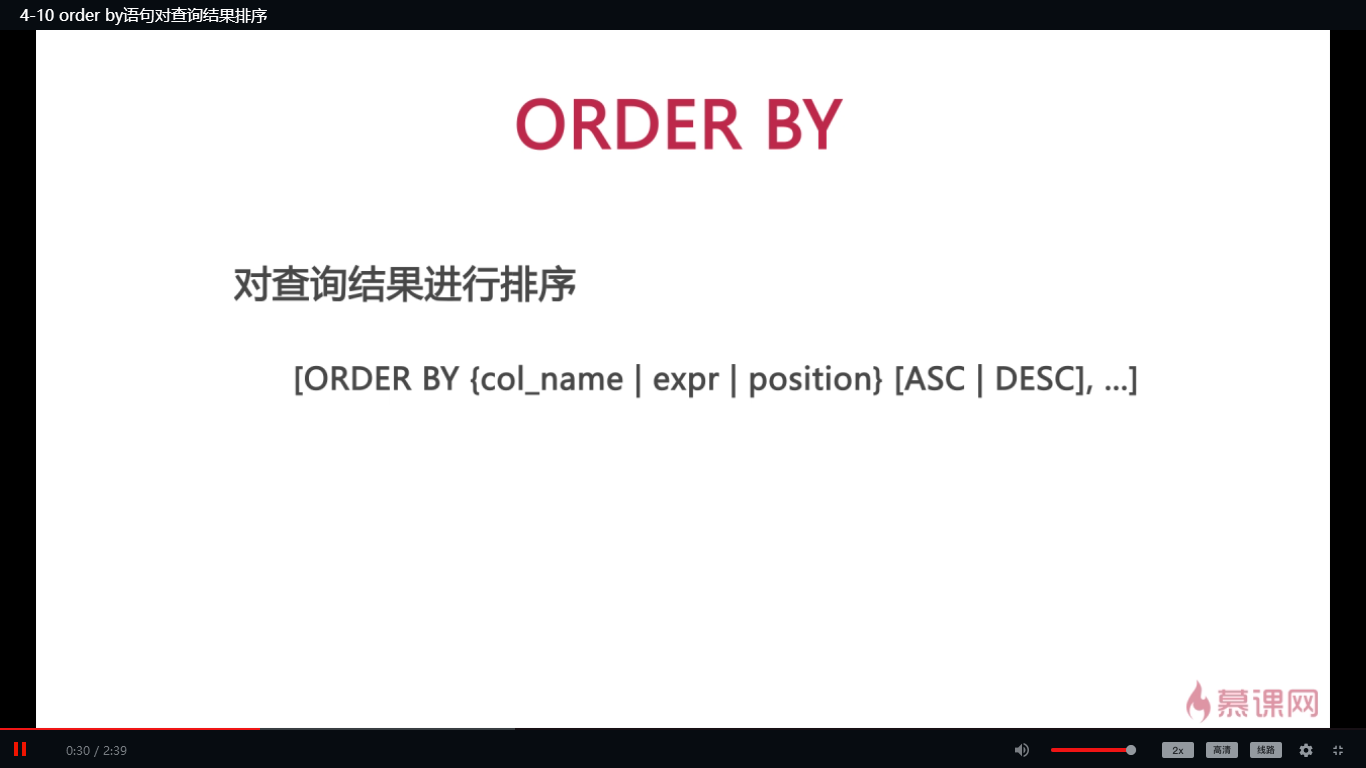 4-10 order by语句对查询结果排序
ORDER BY
对查询结果进行排序
[ORDER BY {col_name | expr | position} [ASC | DESC], ...]
慕课网
0:30 / 2:39
2x
高清
线路